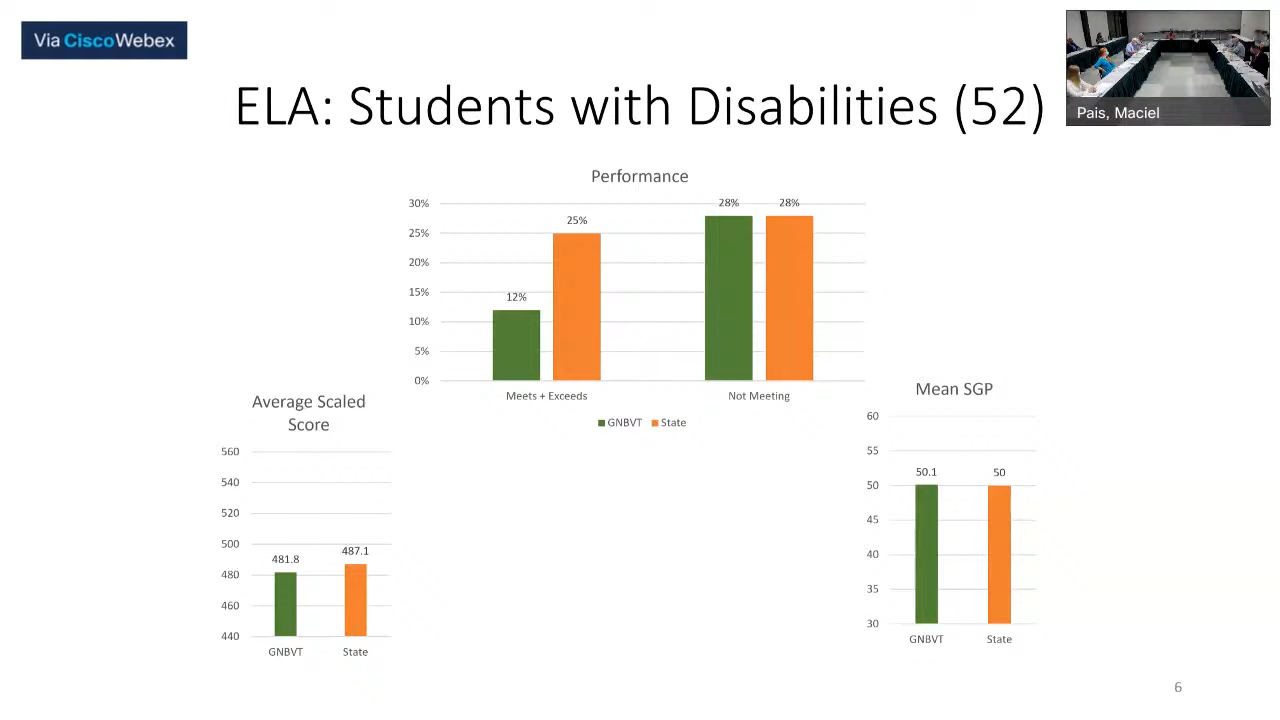 Via CiscoWebex
Pais, Maciel
ELA: Students with Disabilities (52)
Performance
30%
25%
20%
15%
10%
5%
0%
12%
25%
28%
28%
Meets + Exceeds
Not Meeting
GNBVT
State
Average Scaled
Score
560
540
520
500
480
460
440
481.8
487.1
GNBVT
State
Mean SGP
60
55
50
45
40
35
30
50.1
50
GNBVT
State
6